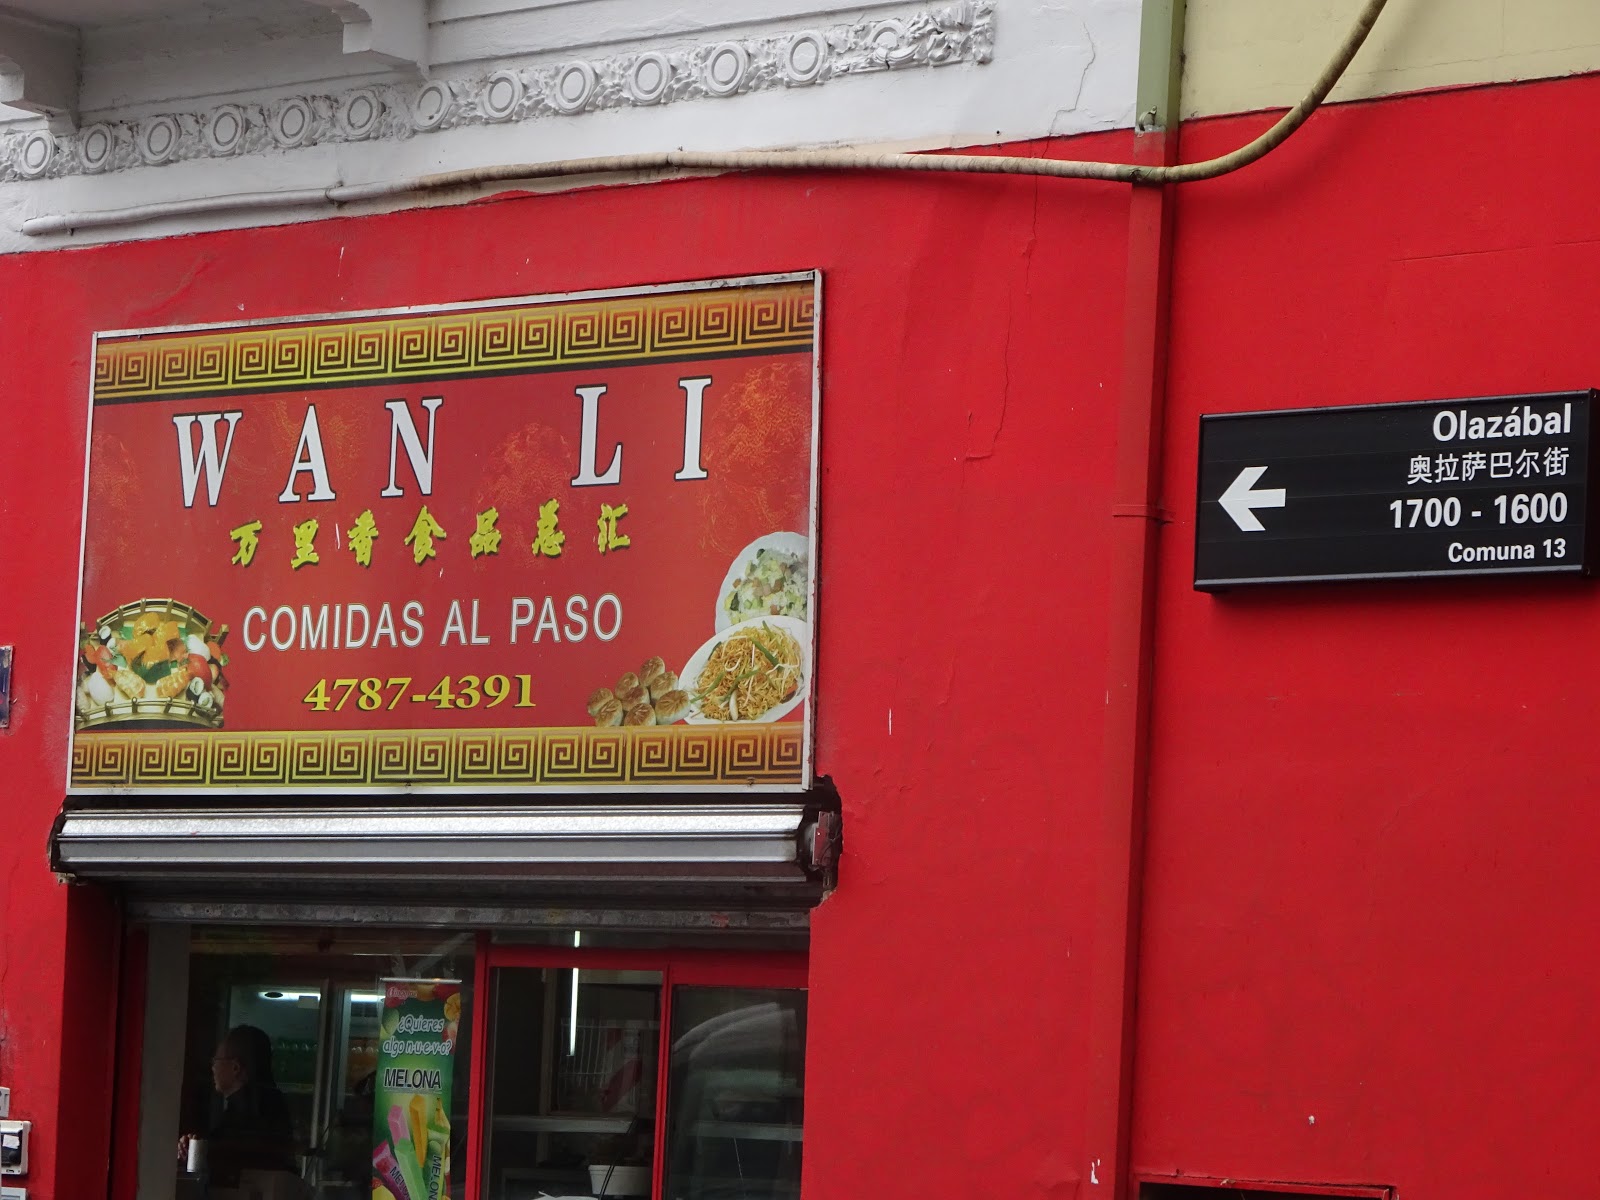 WAN LI
万里香食品总汇
COMIDAS AL PASO
4787-4391
Olazábal
奥拉萨巴尔街
1700 - 1600
Comuna 13
¿Quieres
algo n-u-e-v-o?
MELONA
MELONA